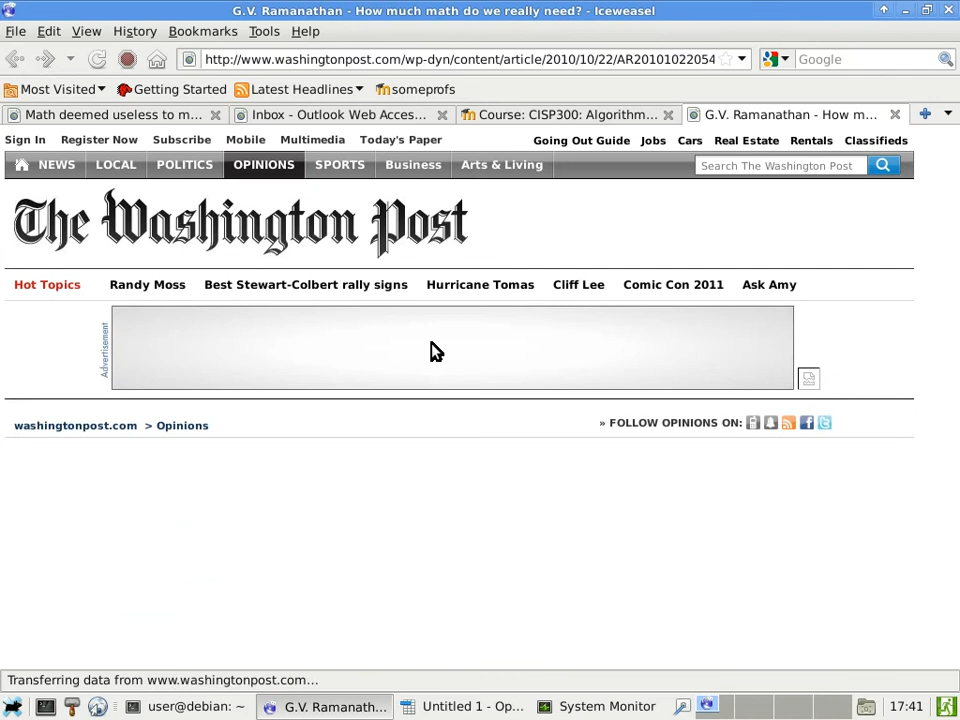 G.V. Ramanathan - How much math do we really need? - Iceweasel
File Edit View History Bookmarks Tools Help
http://www.washingtonpost.com/wp-dyn/content/article/2010/10/22/AR20101022054
Google
Most Visited Getting Started Latest Headlines someprofs
Math deemed useless to m... Inbox - Outlook Web Acces... Course: CISP300: Algorithm... G.V. Ramanathan - How m...
Sign In Register Now Subscribe Mobile Multimedia Today's Paper Going Out Guide Jobs Cars Real Estate Rentals Classifieds
NEWS LOCAL POLITICS OPINIONS SPORTS Business Arts & Living Search The Washington Post
The Washington Post
Hot Topics Randy Moss Best Stewart-Colbert rally signs Hurricane Tomas Cliff Lee Comic Con 2011 Ask Amy
Advertisement
washingtonpost.com > Opinions » FOLLOW OPINIONS ON:
Transferring data from www.washingtonpost.com...
user@debian: ~ G.V. Ramanath... Untitled 1 - Op... System Monitor 17:41